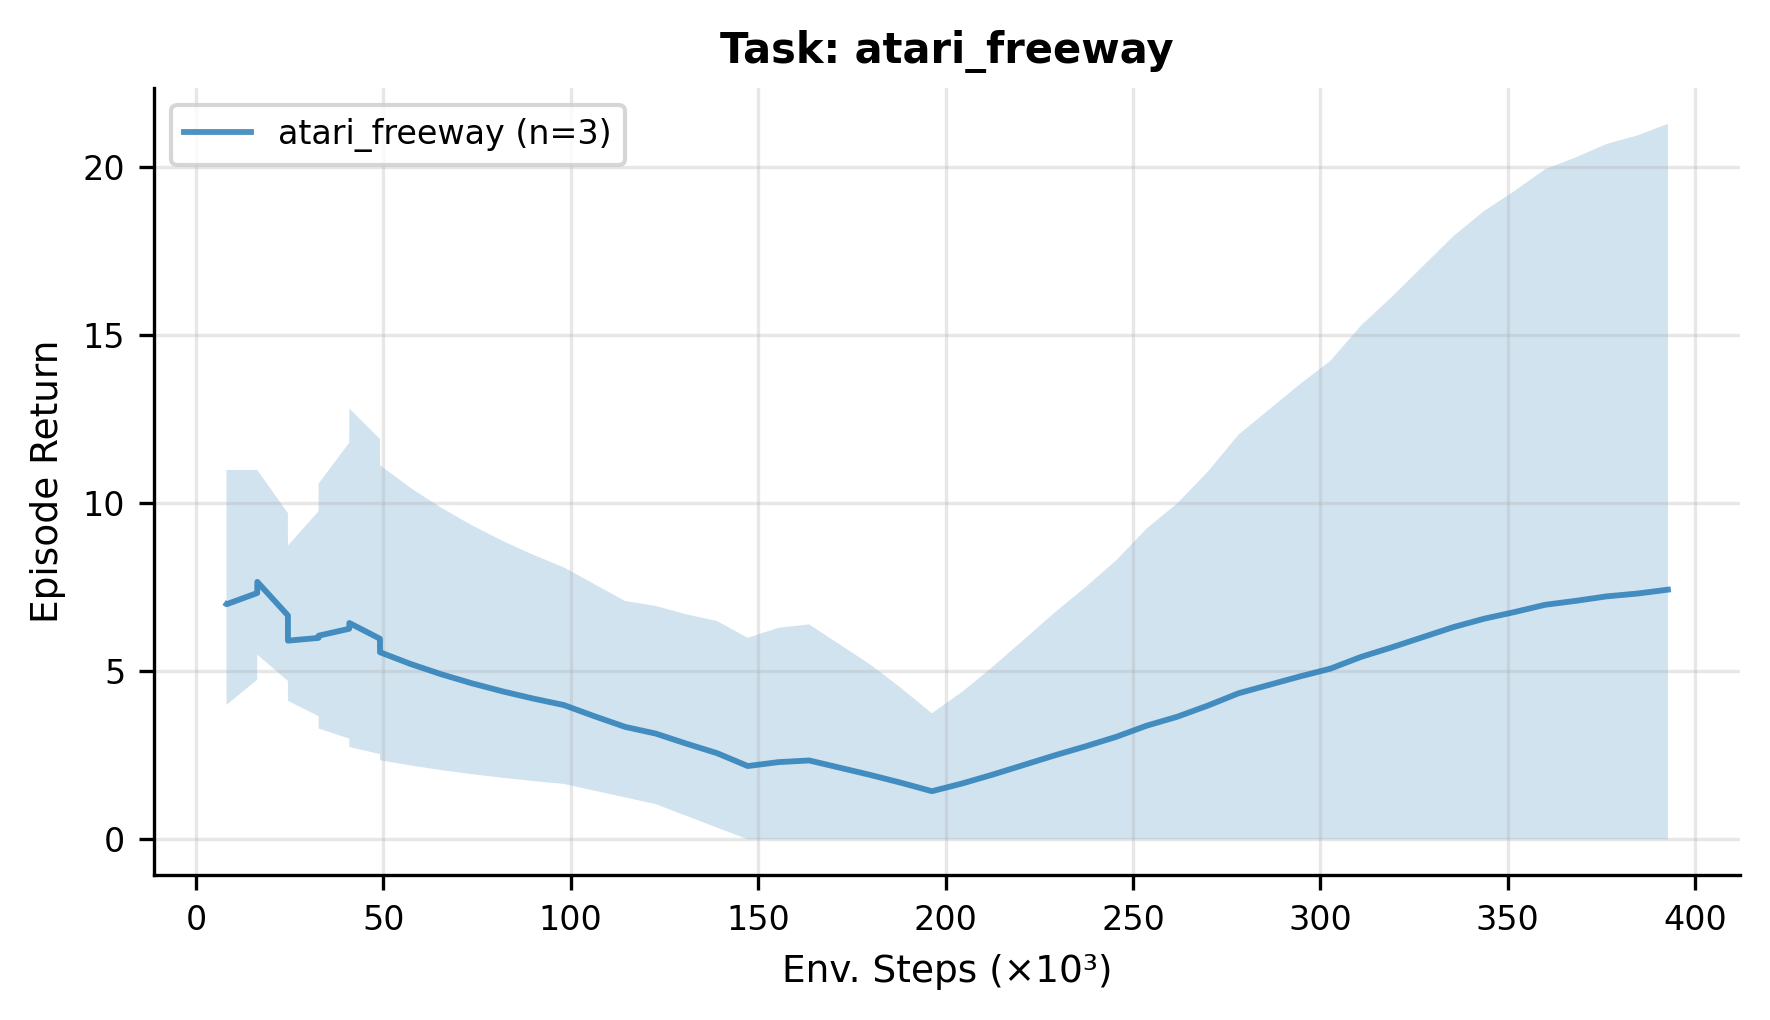 Task: atari_freeway
atari_freeway (n=3)
Episode Return
20
15
10
5
0
0 50 100 150 200 250 300 350 400
Env. Steps (×10³)